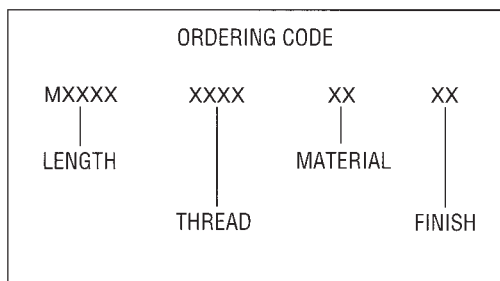 ORDERING CODE
MXXXX XXXX XX XX
LENGTH MATERIAL
THREAD FINISH